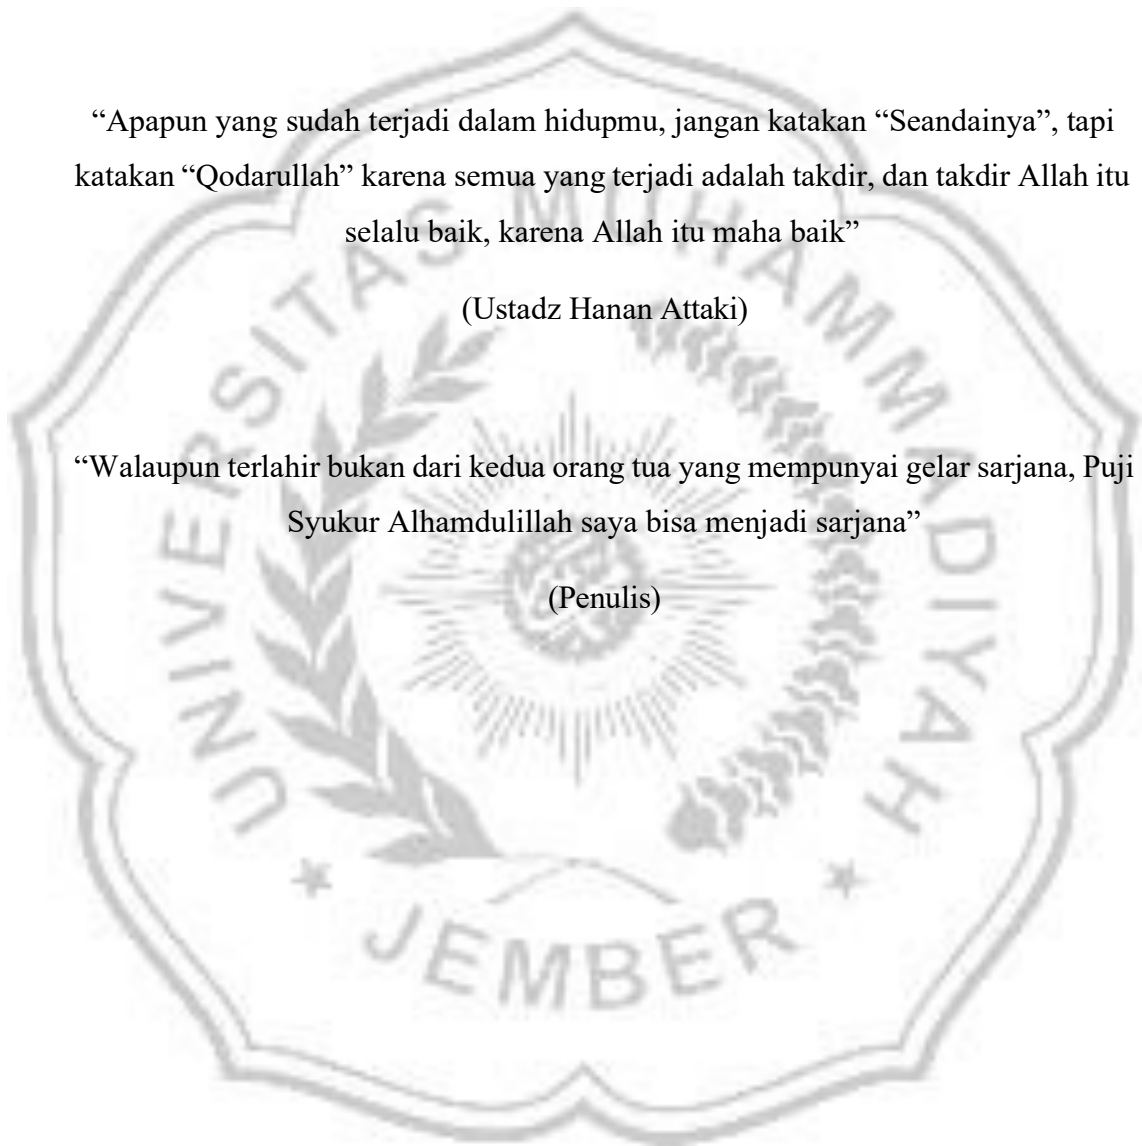 “Apapun yang sudah terjadi dalam hidupmu, jangan katakan “Seandainya”, tapi
katakan “Qodarullah” karena semua yang terjadi adalah takdir, dan takdir Allah itu
selalu baik, karena Allah itu maha baik”
(Ustadz Hanan Attaki)
“Walaupun terlahir bukan dari kedua orang tua yang mempunyai gelar sarjana, Puji
Syukur Alhamdulillah saya bisa menjadi sarjana”
(Penulis)
UNIVERSITAS MUHAMMADIYAH
JEMBER